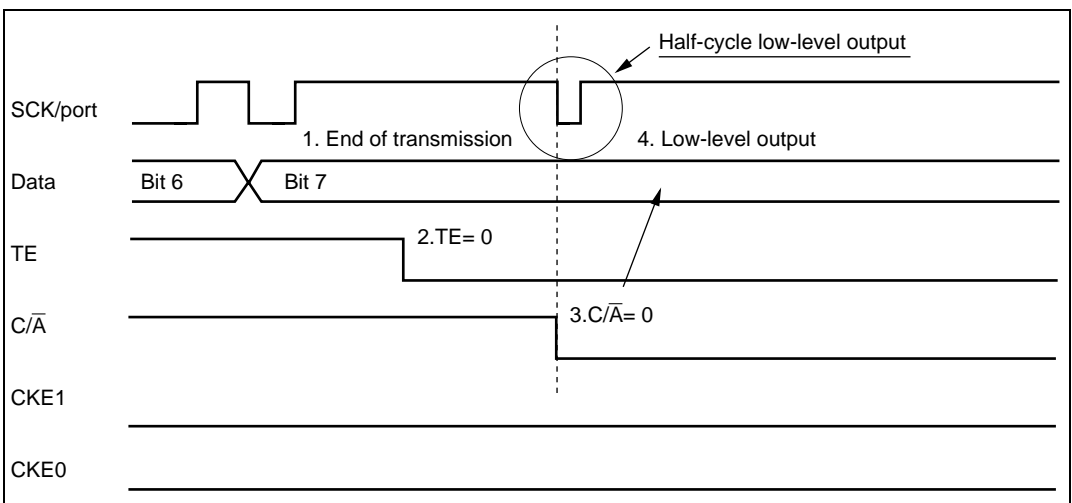 Half-cycle low-level output
SCK/port
1. End of transmission
4. Low-level output
Data
Bit 6
Bit 7
TE
2.TE= 0
C/A̅
3.C/A̅= 0
CKE1
CKE0